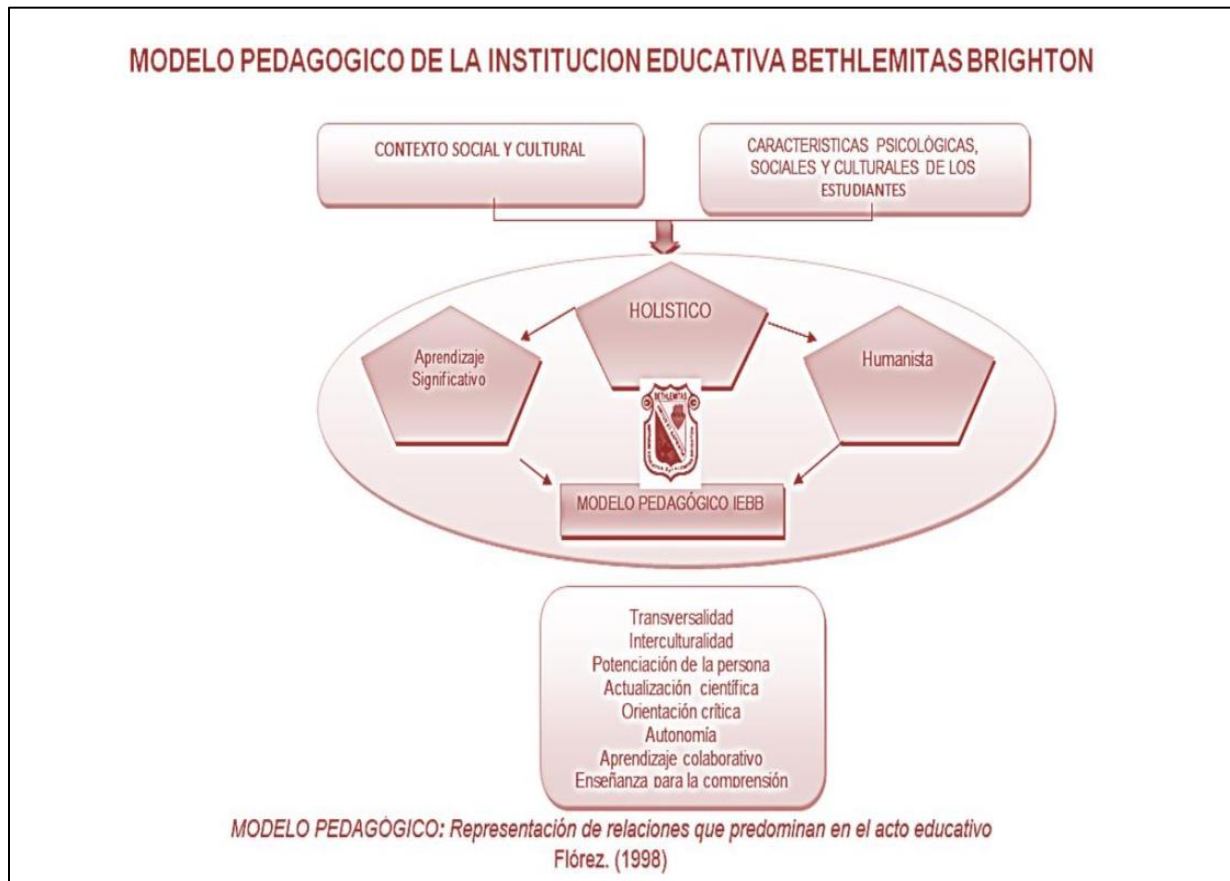 MODELO PEDAGOGICO DE LA INSTITUCION EDUCATIVA BETHLEMITAS BRIGHTON
CONTEXTO SOCIAL Y CULTURAL
CARACTERISTICAS PSICOLÓGICAS,
SOCIALES Y CULTURALES DE LOS
ESTUDIANTES
HOLISTICO
Aprendizaje
Significativo
Humanista
BETHLEMITAS
MODELO PEDAGÓGICO IEBB
Transversalidad
Interculturalidad
Potenciación de la persona
Actualización científica
Orientación crítica
Autonomía
Aprendizaje colaborativo
Enseñanza para la comprensión
MODELO PEDAGÓGICO: Representación de relaciones que predominan en el acto educativo
Flórez. (1998)